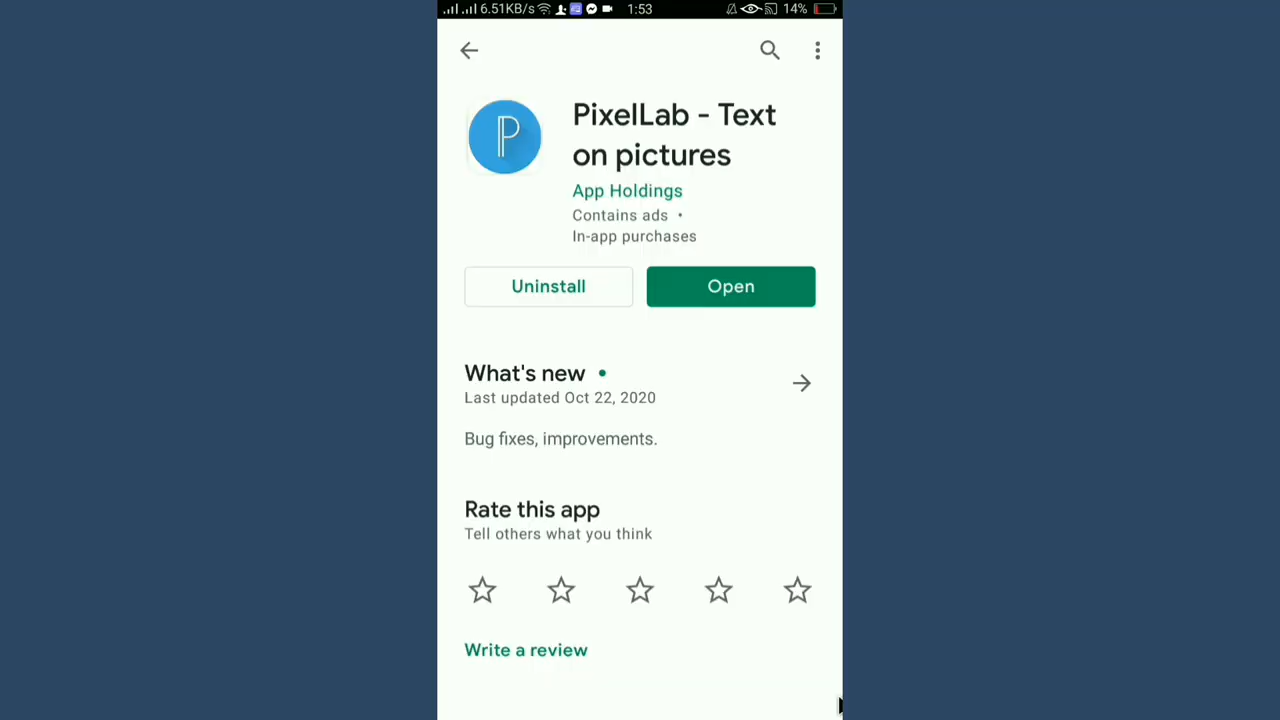 6.51KB/s 1:53 14%
PixelLab - Text
on pictures
App Holdings
Contains ads •
In-app purchases
Uninstall Open
What's new •
Last updated Oct 22, 2020
Bug fixes, improvements.
Rate this app
Tell others what you think
Write a review